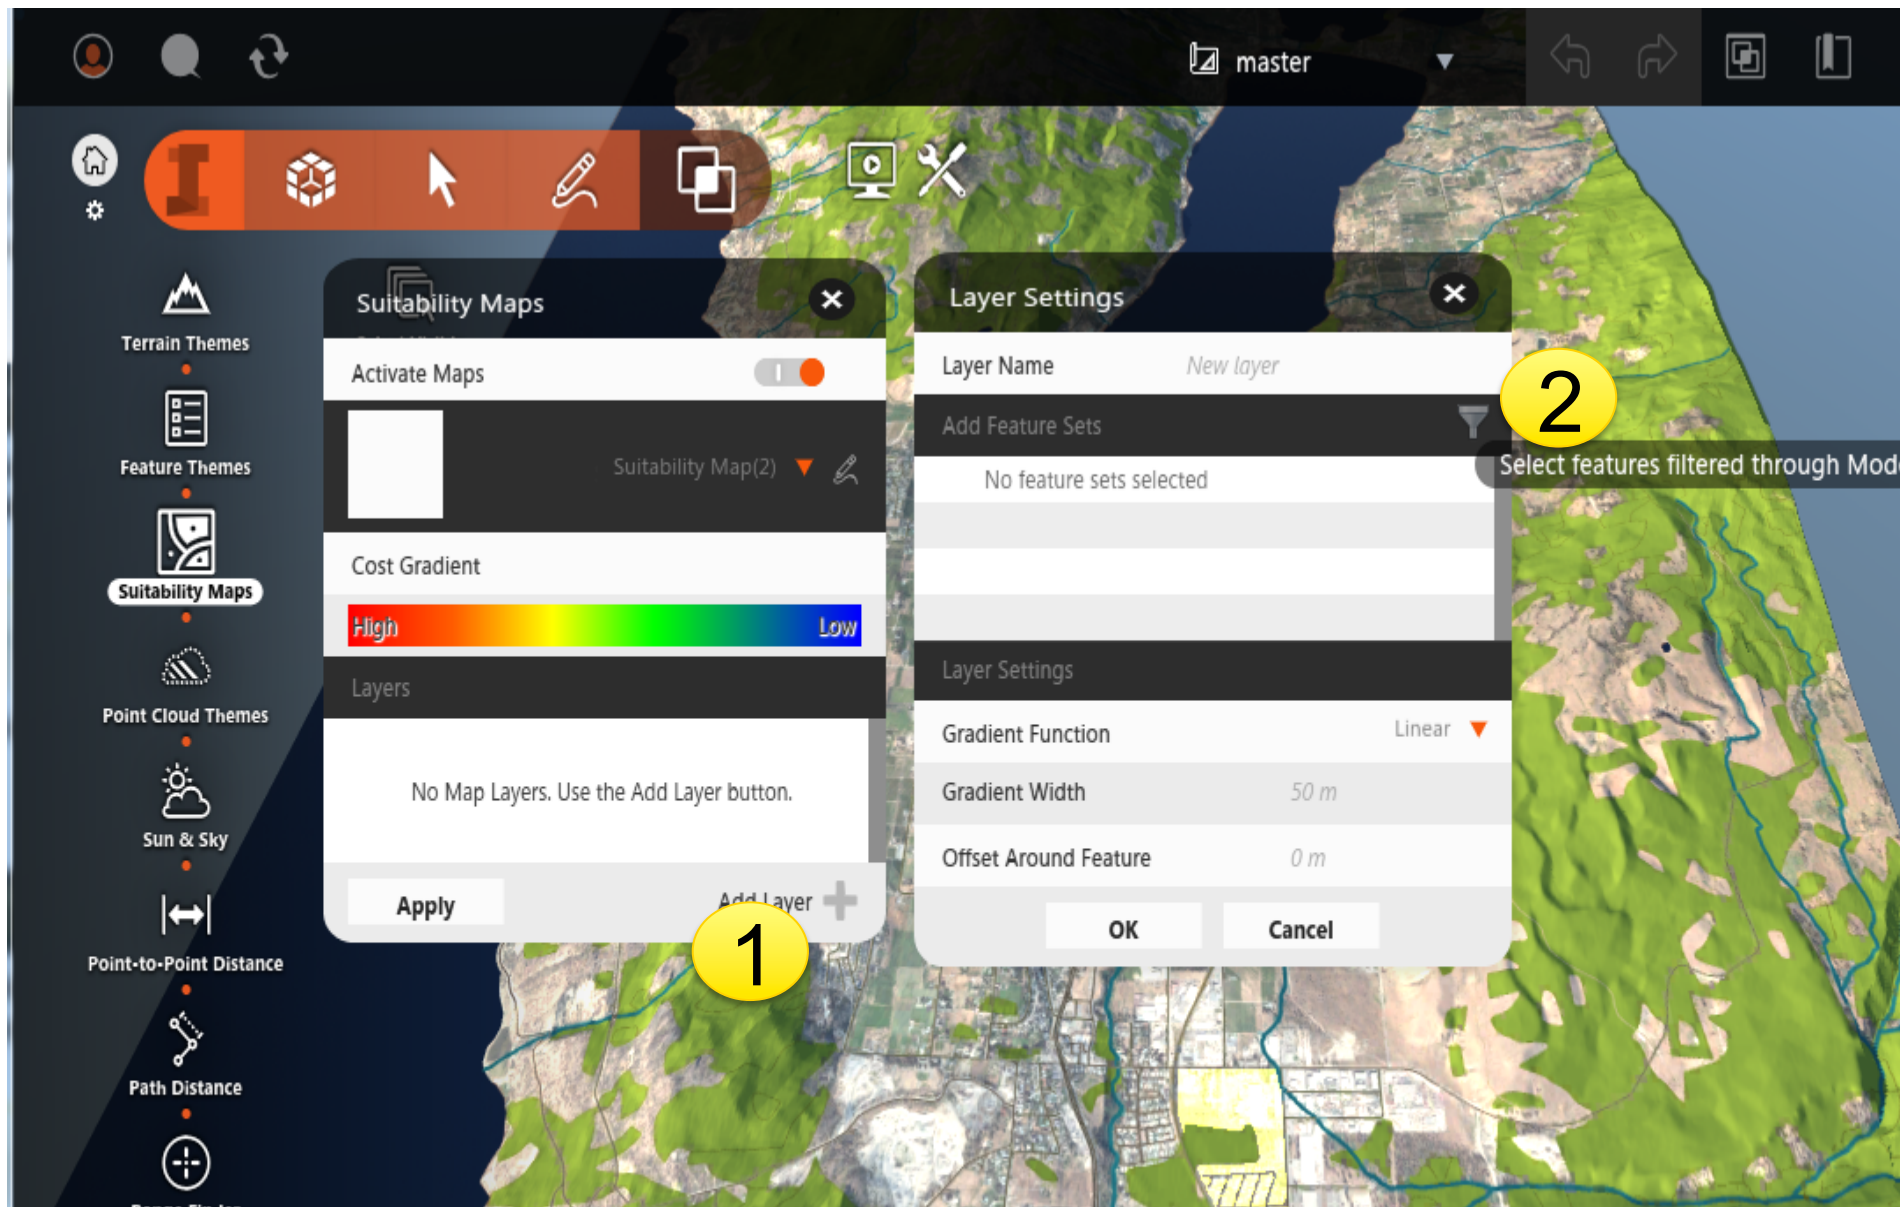 master
Terrain Themes
Feature Themes
Suitability Maps
Point Cloud Themes
Sun & Sky
Point-to-Point Distance
Path Distance
Suitability Maps
Activate Maps
Suitability Map(2)
Cost Gradient
High
Low
Layers
No Map Layers. Use the Add Layer button.
Apply
Add Layer
1
Layer Settings
Layer Name
New layer
2
Add Feature Sets
Select features filtered through Mod
No feature sets selected
Layer Settings
Gradient Function
Linear
Gradient Width
50 m
Offset Around Feature
0 m
OK
Cancel